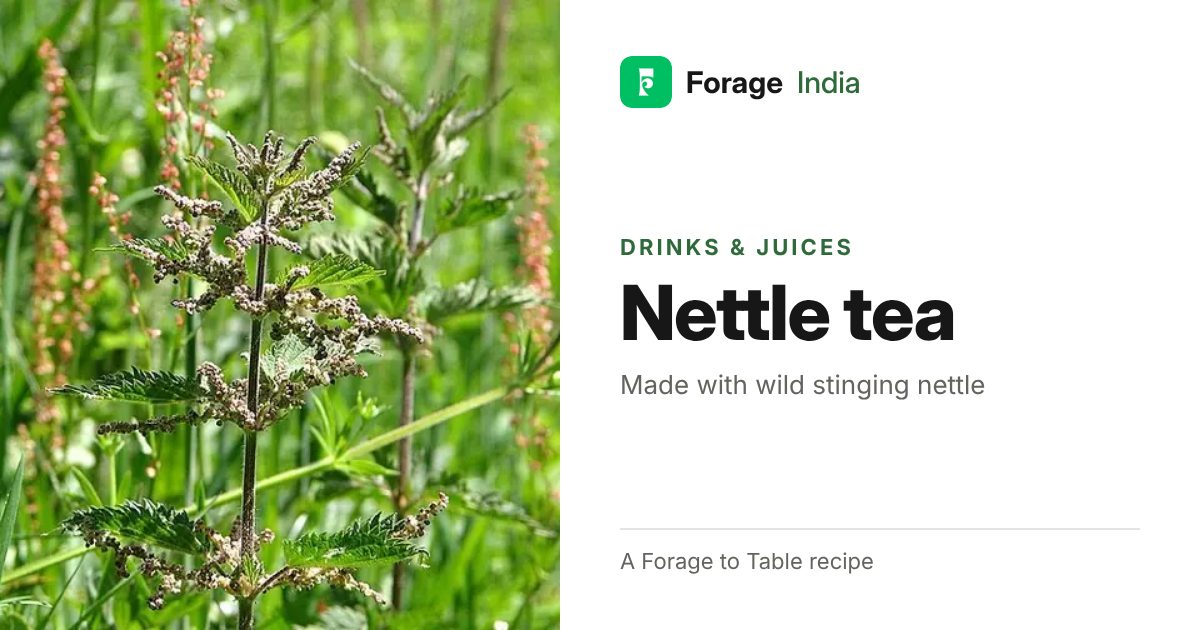 Forage India
DRINKS & JUICES
Nettle tea
Made with wild stinging nettle
A Forage to Table recipe